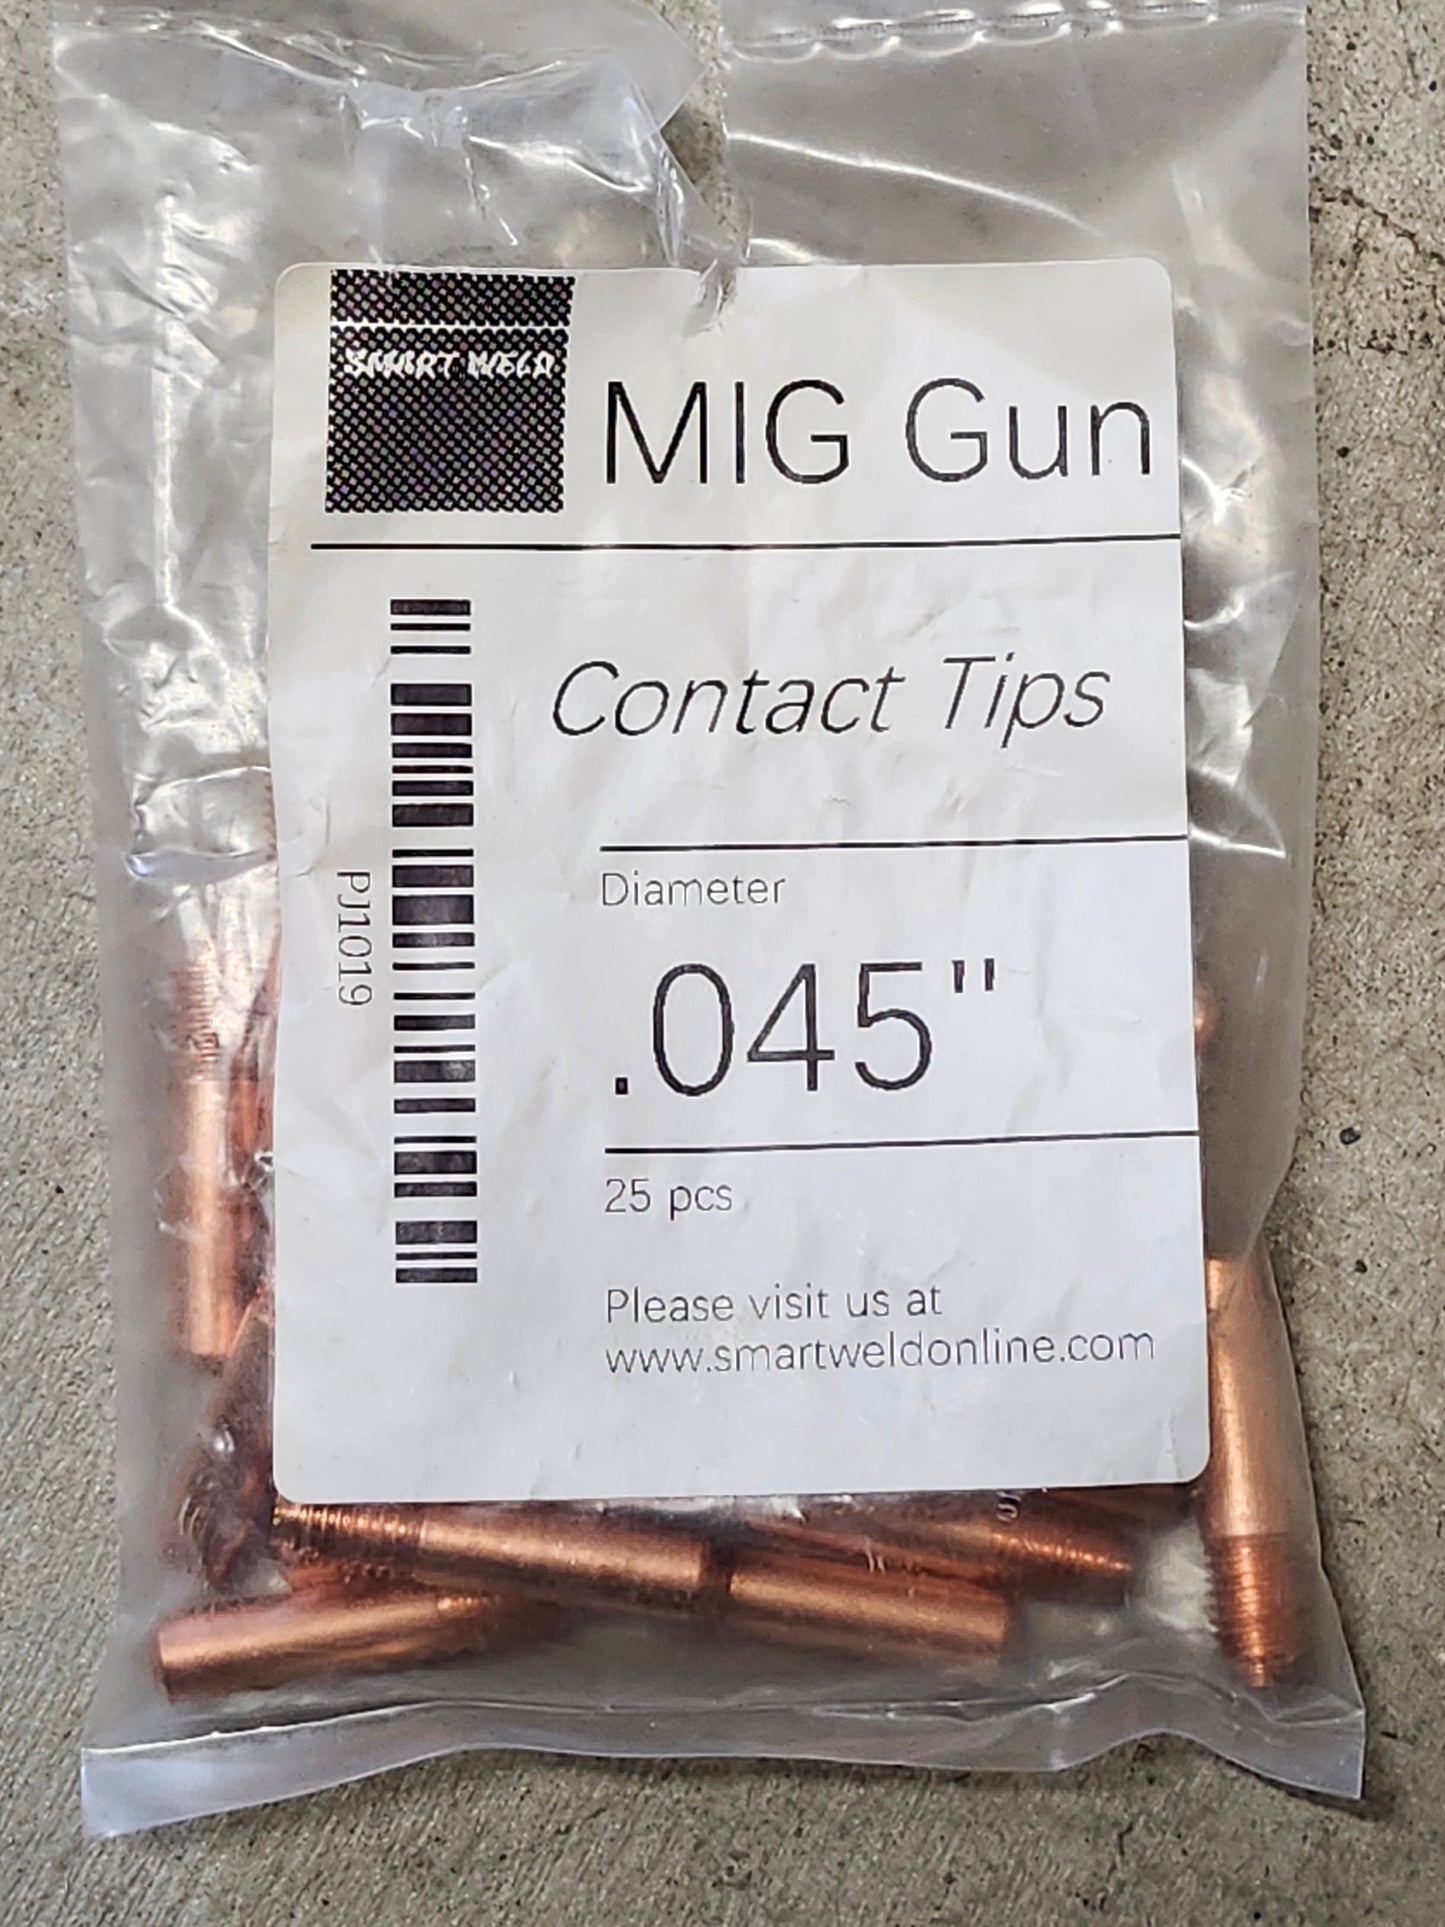 SMART WELD
MIG Gun
Contact Tips
PJ1019
Diameter
.045"
25 pcs
Please visit us at
www.smartweldonline.com